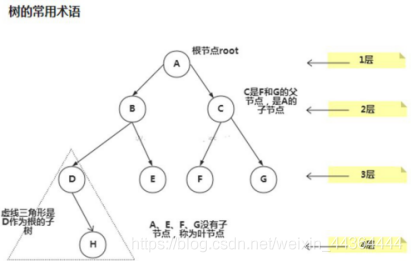 树的常用术语
根节点root
A
1层
B
C
C是F和G的父
节点，是A的
子节点
2层
D
E
F
G
3层
虚线三角形是
D作为根的子
树
A、E、F、G没有子
节点，称为叶节点
H
4层
https://blog.csdn.net/weixin_44304444